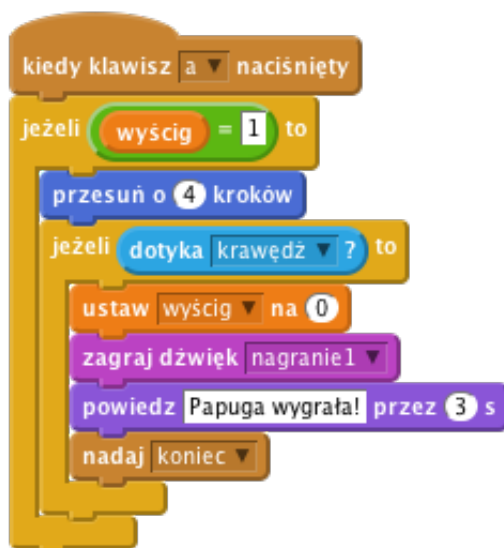 kiedy klawisz a naciśnięty
jeżeli wyścig = 1 to
przesuń o 4 kroków
jeżeli dotyka krawędź ? to
ustaw wyścig na 0
zagraj dźwięk nagranie1
powiedz Papuga wygrała! przez 3 s
nadaj koniec